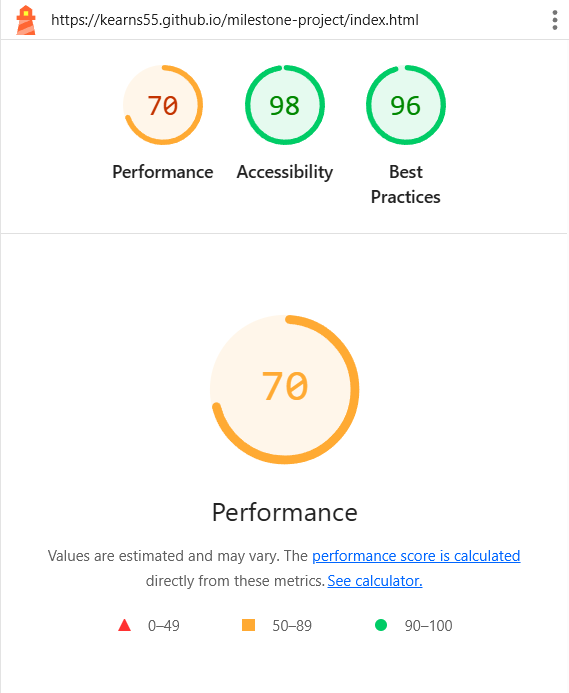 https://kearns55.github.io/milestone-project/index.html
70 98 96
Performance Accessibility Best
Practices
70
Performance
Values are estimated and may vary. The performance score is calculated
directly from these metrics. See calculator.
0–49 50–89 90–100